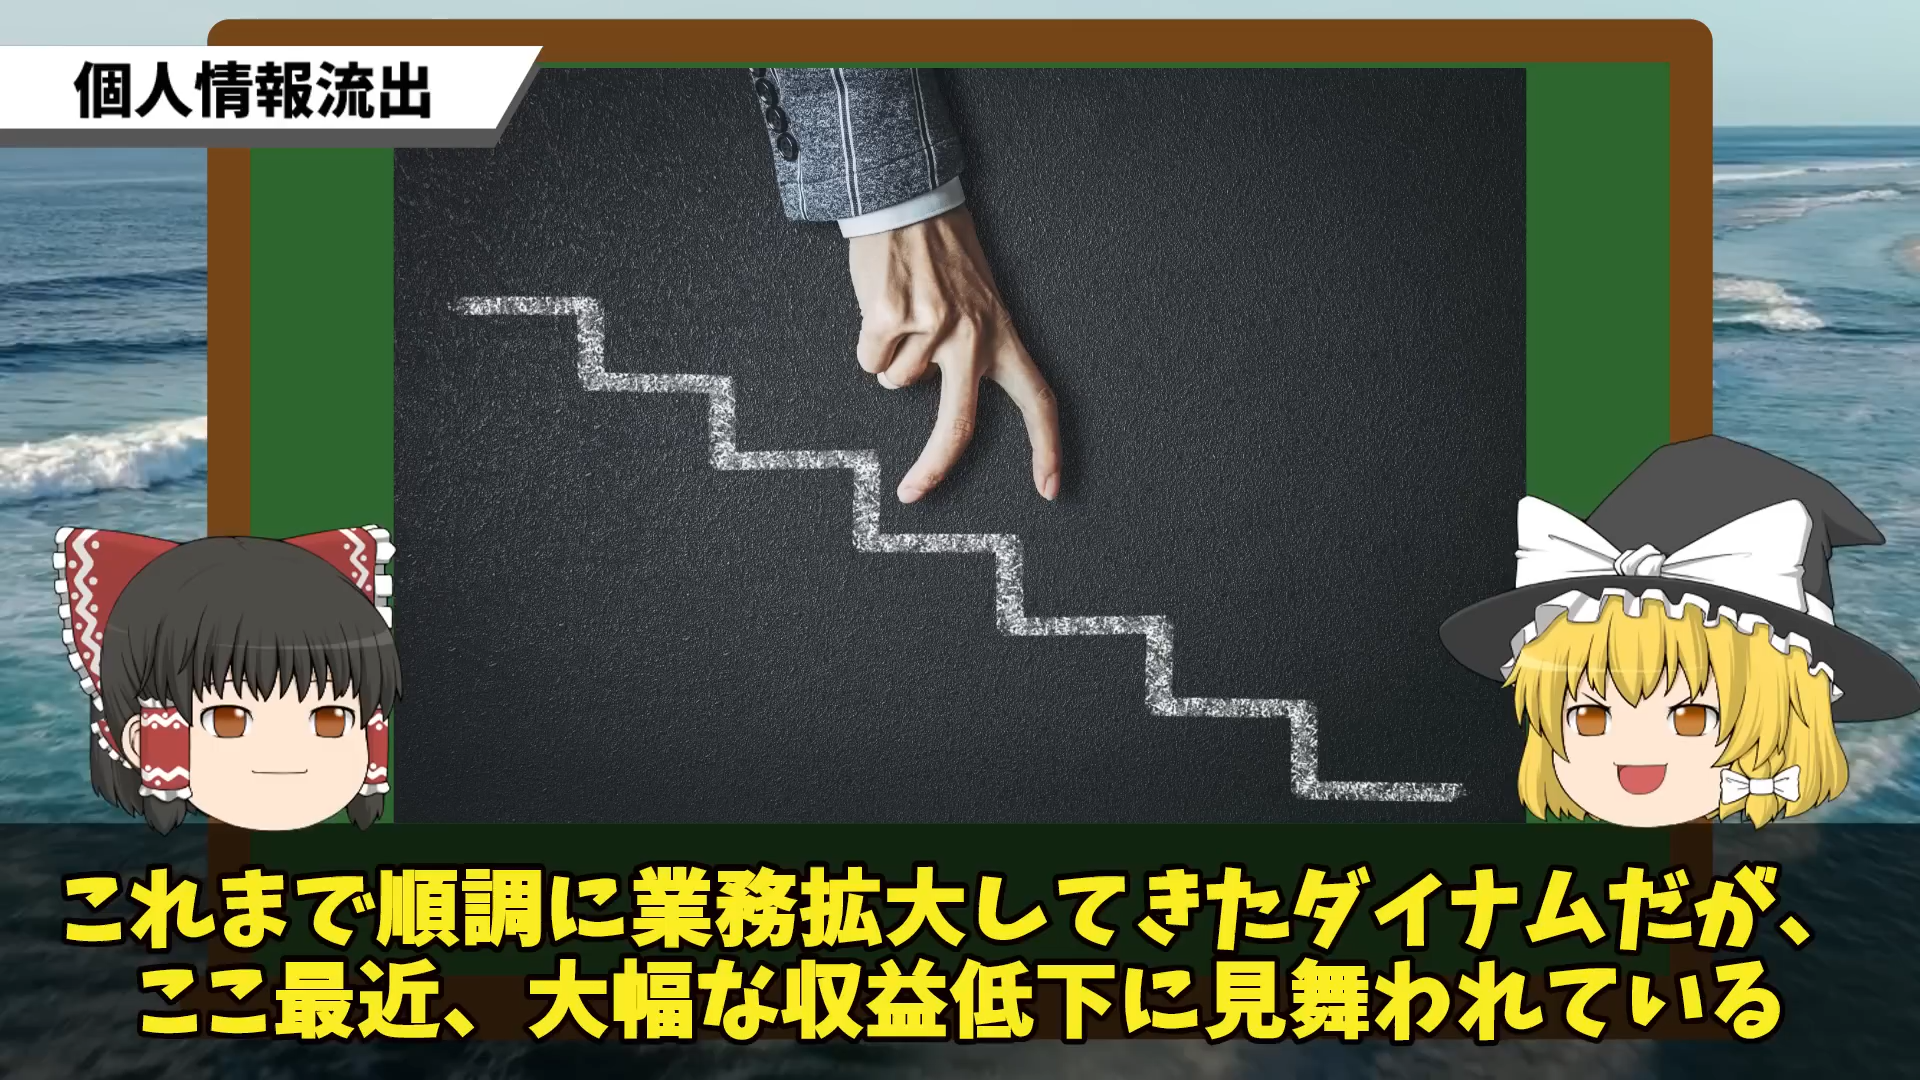 個人情報流出
これまで順調に業務拡大してきたダイナムだが、
ここ最近、大幅な収益低下に見舞われている